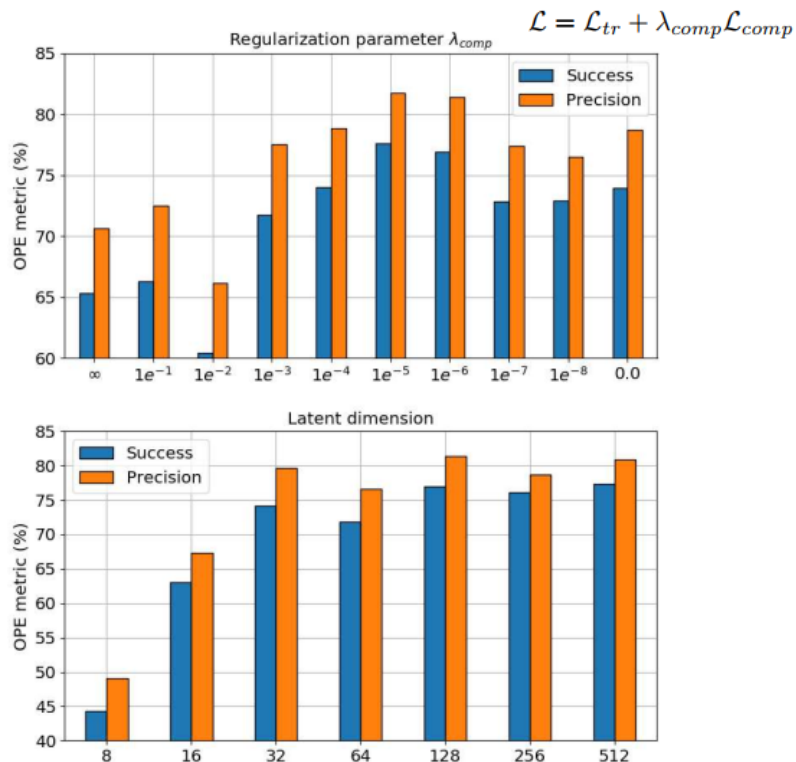 ℒ = ℒ_tr + λ_comp ℒ_comp
Regularization parameter λ_comp
85
80
75
70
65
60
OPE metric (%)
Success
Precision
∞ 1e⁻¹ 1e⁻² 1e⁻³ 1e⁻⁴ 1e⁻⁵ 1e⁻⁶ 1e⁻⁷ 1e⁻⁸ 0.0
Latent dimension
85
80
75
70
65
60
55
50
45
40
OPE metric (%)
Success
Precision
8 16 32 64 128 256 512